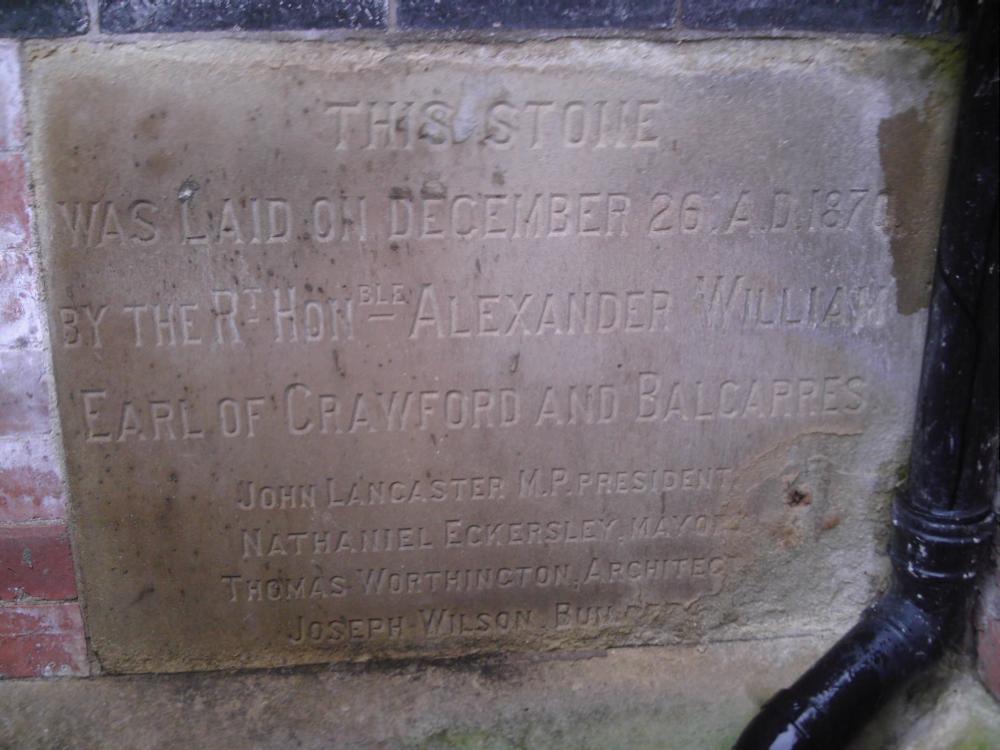 THIS STONE
WAS LAID ON DECEMBER 26. A.D. 1870.
BY THE RT. HONBLE ALEXANDER WILLIAM
EARL OF CRAWFORD AND BALCARRES.
JOHN LANCASTER M.P. PRESIDENT
NATHANIEL ECKERSLEY, MAYOR
THOMAS WORTHINGTON, ARCHITECT
JOSEPH WILSON.